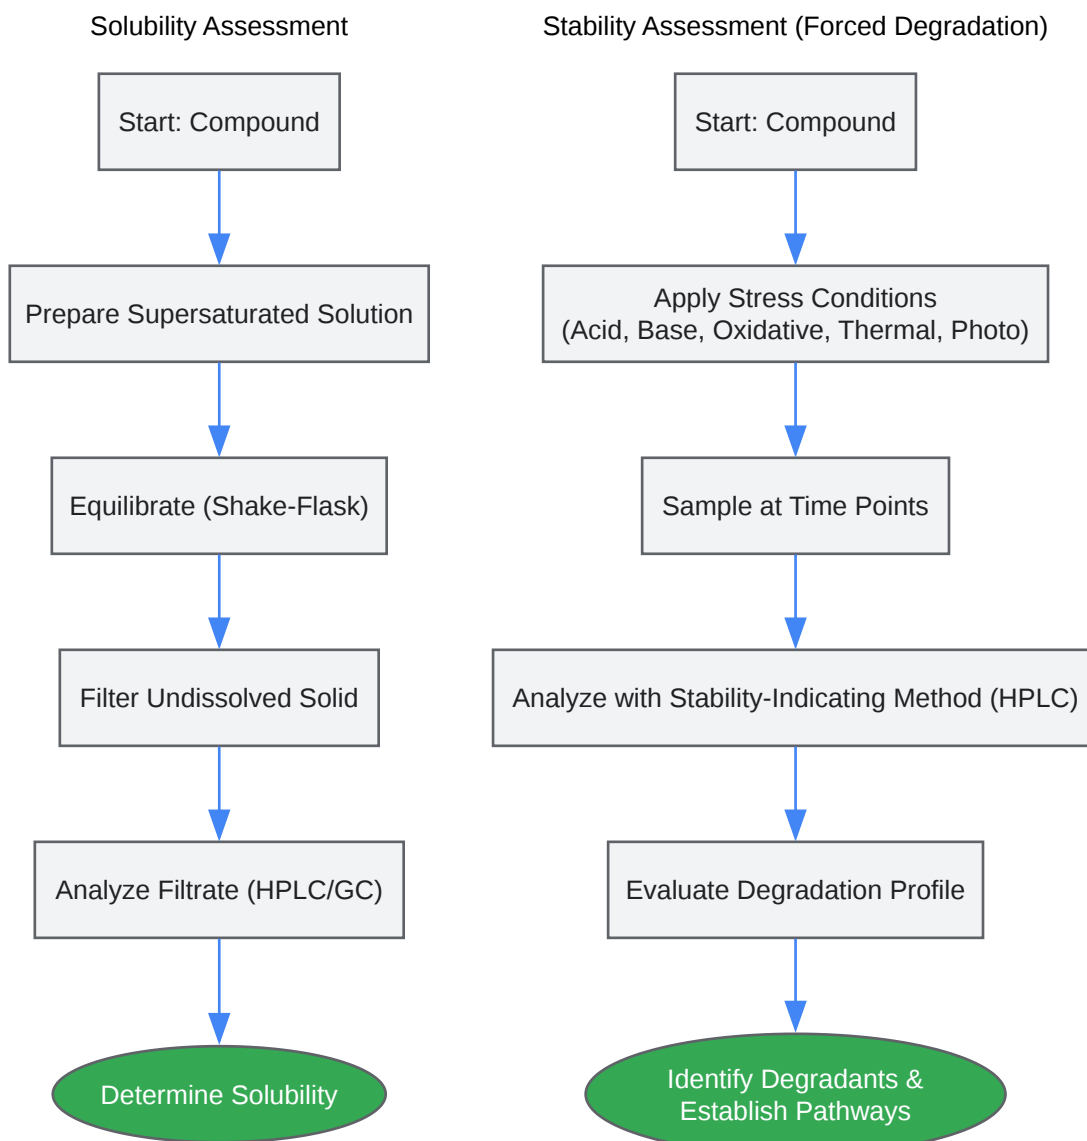 Solubility Assessment
Start: Compound
Prepare Supersaturated Solution
Equilibrate (Shake-Flask)
Filter Undissolved Solid
Analyze Filtrate (HPLC/GC)
Determine Solubility
Stability Assessment (Forced Degradation)
Start: Compound
Apply Stress Conditions
(Acid, Base, Oxidative, Thermal, Photo)
Sample at Time Points
Analyze with Stability-Indicating Method (HPLC)
Evaluate Degradation Profile
Identify Degradants &
Establish Pathways